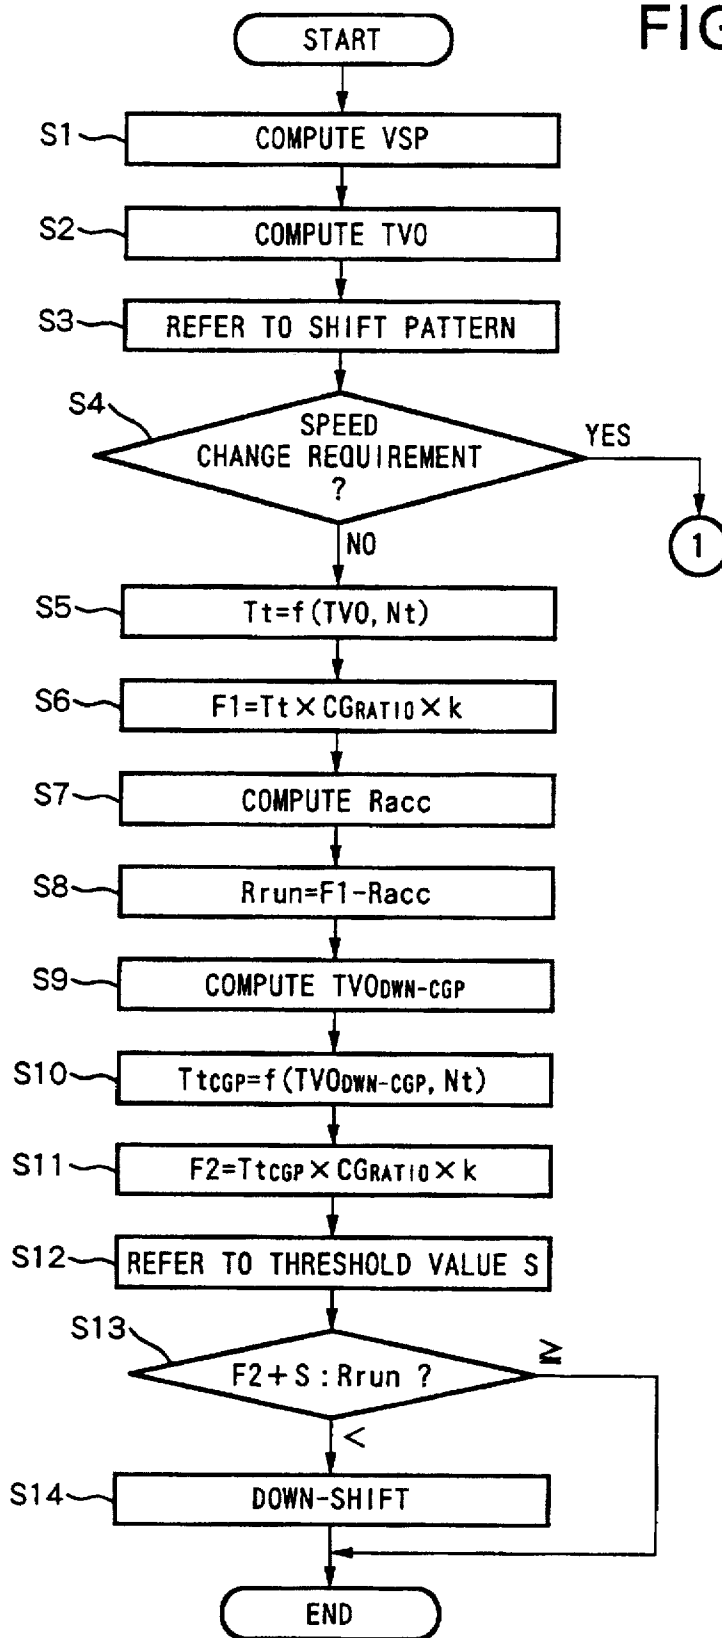 FIG
START
S1 COMPUTE VSP
S2 COMPUTE TVO
S3 REFER TO SHIFT PATTERN
S4 SPEED
CHANGE REQUIREMENT
?
YES
1
NO
S5 Tt=f(TVO, Nt)
S6 F1=Tt×CGRATIO×k
S7 COMPUTE Racc
S8 Rrun=F1-Racc
S9 COMPUTE TVODWN-CGP
S10 TtCGP=f(TVODWN-CGP, Nt)
S11 F2=TtCGP×CGRATIO×k
S12 REFER TO THRESHOLD VALUE S
S13 F2+S:Rrun ?
≧
<
S14 DOWN-SHIFT
END